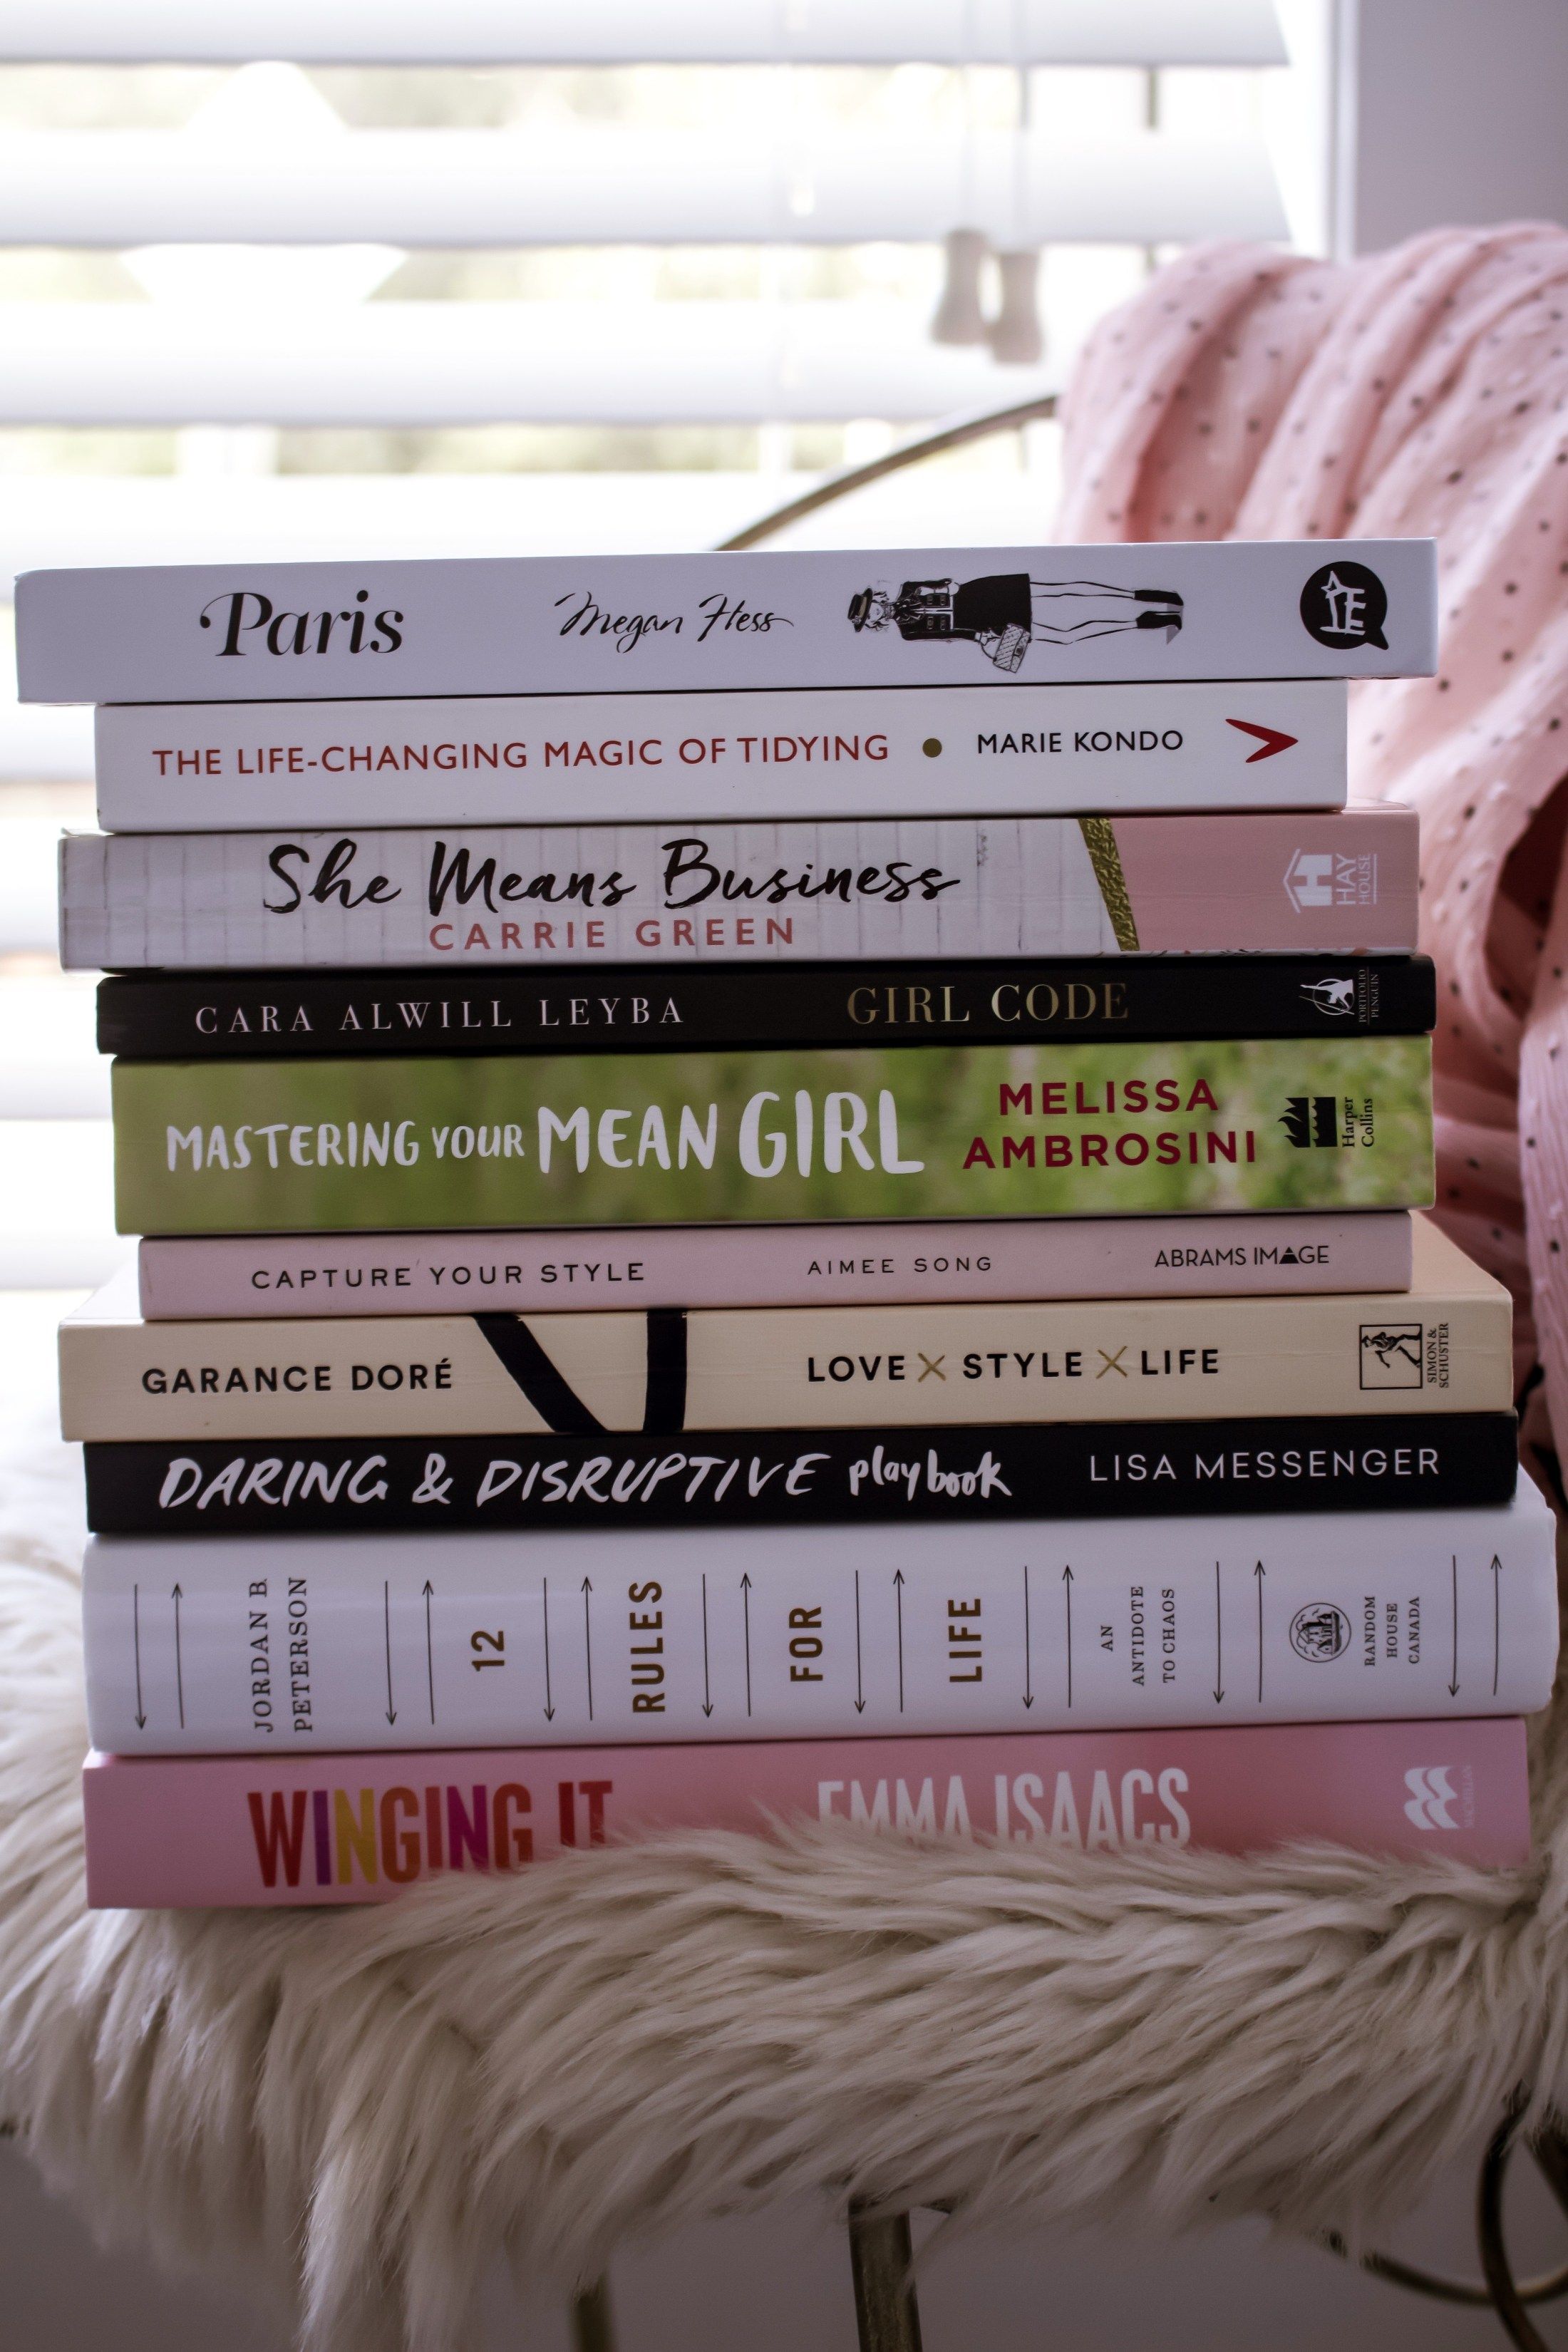 Paris Megan Hess
THE LIFE-CHANGING MAGIC OF TIDYING • MARIE KONDO
She Means Business
CARRIE GREEN
HAY
HOUSE
CARA ALWILL LEYBA GIRL CODE
PORTFOLIO
PENGUIN
MASTERING YOUR MEAN GIRL
MELISSA
AMBROSINI
Harper
Collins
CAPTURE YOUR STYLE AIMEE SONG ABRAMS IMAGE
GARANCE DORÉ LOVE X STYLE X LIFE
SIMON &
SCHUSTER
DARING & DISRUPTIVE playbook LISA MESSENGER
JORDAN B.
PETERSON
12
RULES
FOR
LIFE
AN
ANTIDOTE
TO CHAOS
RANDOM
HOUSE
CANADA
WINGING IT EMMA ISAACS